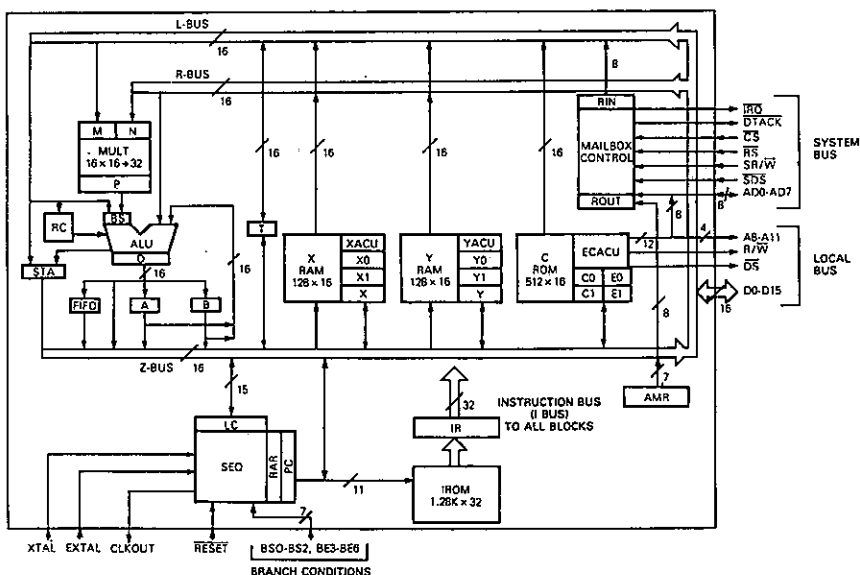 L-BUS
16
R-BUS
16
8
M N
MULT
16×16→32
P
16
16
16
16
RIN
MAILBOX
CONTROL
ROUT
IRQ
DTACK
CS
RS
SR/W
SDS
AD0-AD7
8
SYSTEM
BUS
RC
BS
ALU
D
STA
16
16
T
FIFO
A
B
X
RAM
128×16
XACU
X0
X1
X
Y
RAM
128×16
YACU
Y0
Y1
Y
C
ROM
512×16
ECACU
C0 E0
C1 E1
12
8
4
A8-A11
R/W
DS
LOCAL
BUS
D0-D15
16
8
Z-BUS
16
15
7
AMR
32
INSTRUCTION BUS
(I BUS)
TO ALL BLOCKS
IR
LC
SEQ
RAR
PC
11
IROM
1.28K×32
7
XTAL EXTAL CLKOUT RESET BS0-BS2, BE3-BE6
BRANCH CONDITIONS